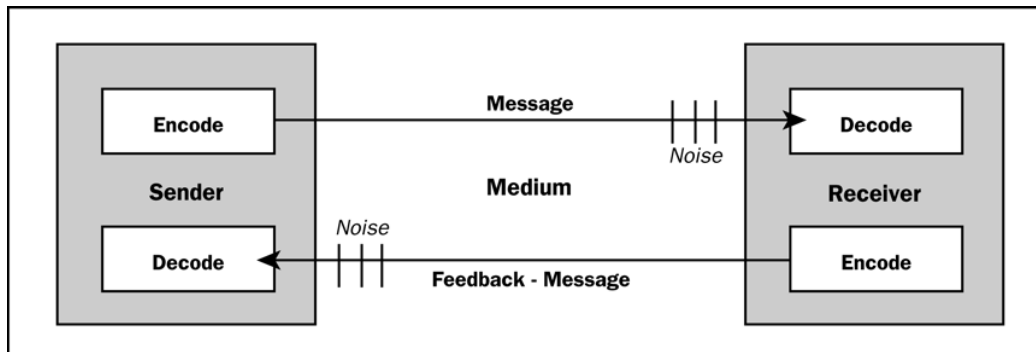 Message
Encode
Decode
Noise
Sender
Medium
Receiver
Noise
Decode
Encode
Feedback - Message